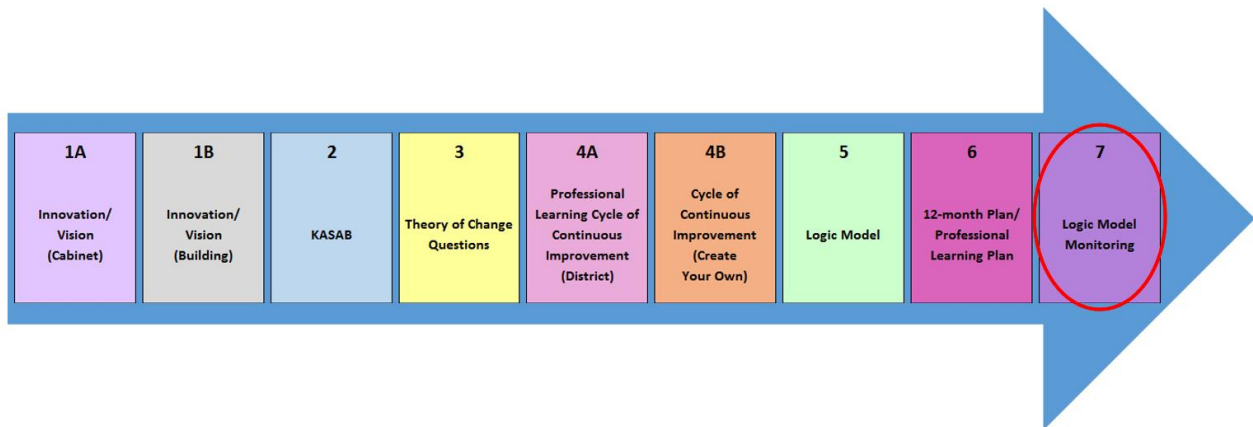 1A
Innovation/
Vision
(Cabinet)
1B
Innovation/
Vision
(Building)
2
KASAB
3
Theory of Change
Questions
4A
Professional
Learning Cycle of
Continuous
Improvement
(District)
4B
Cycle of
Continuous
Improvement
(Create
Your Own)
5
Logic Model
6
12-month Plan/
Professional
Learning Plan
7
Logic Model
Monitoring